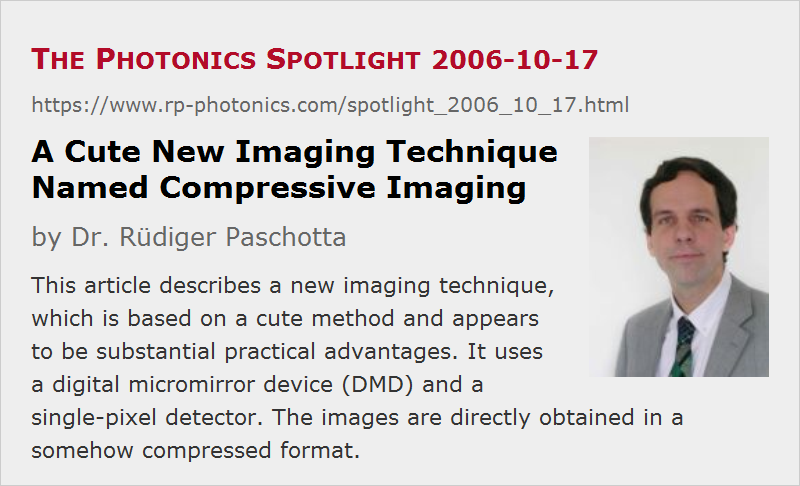 The Photonics Spotlight 2006-10-17
https://www.rp-photonics.com/spotlight_2006_10_17.html
A Cute New Imaging Technique
Named Compressive Imaging
by Dr. Rüdiger Paschotta
This article describes a new imaging technique,
which is based on a cute method and appears
to be substantial practical advantages. It uses
a digital micromirror device (DMD) and a
single-pixel detector. The images are directly obtained in a
somehow compressed format.